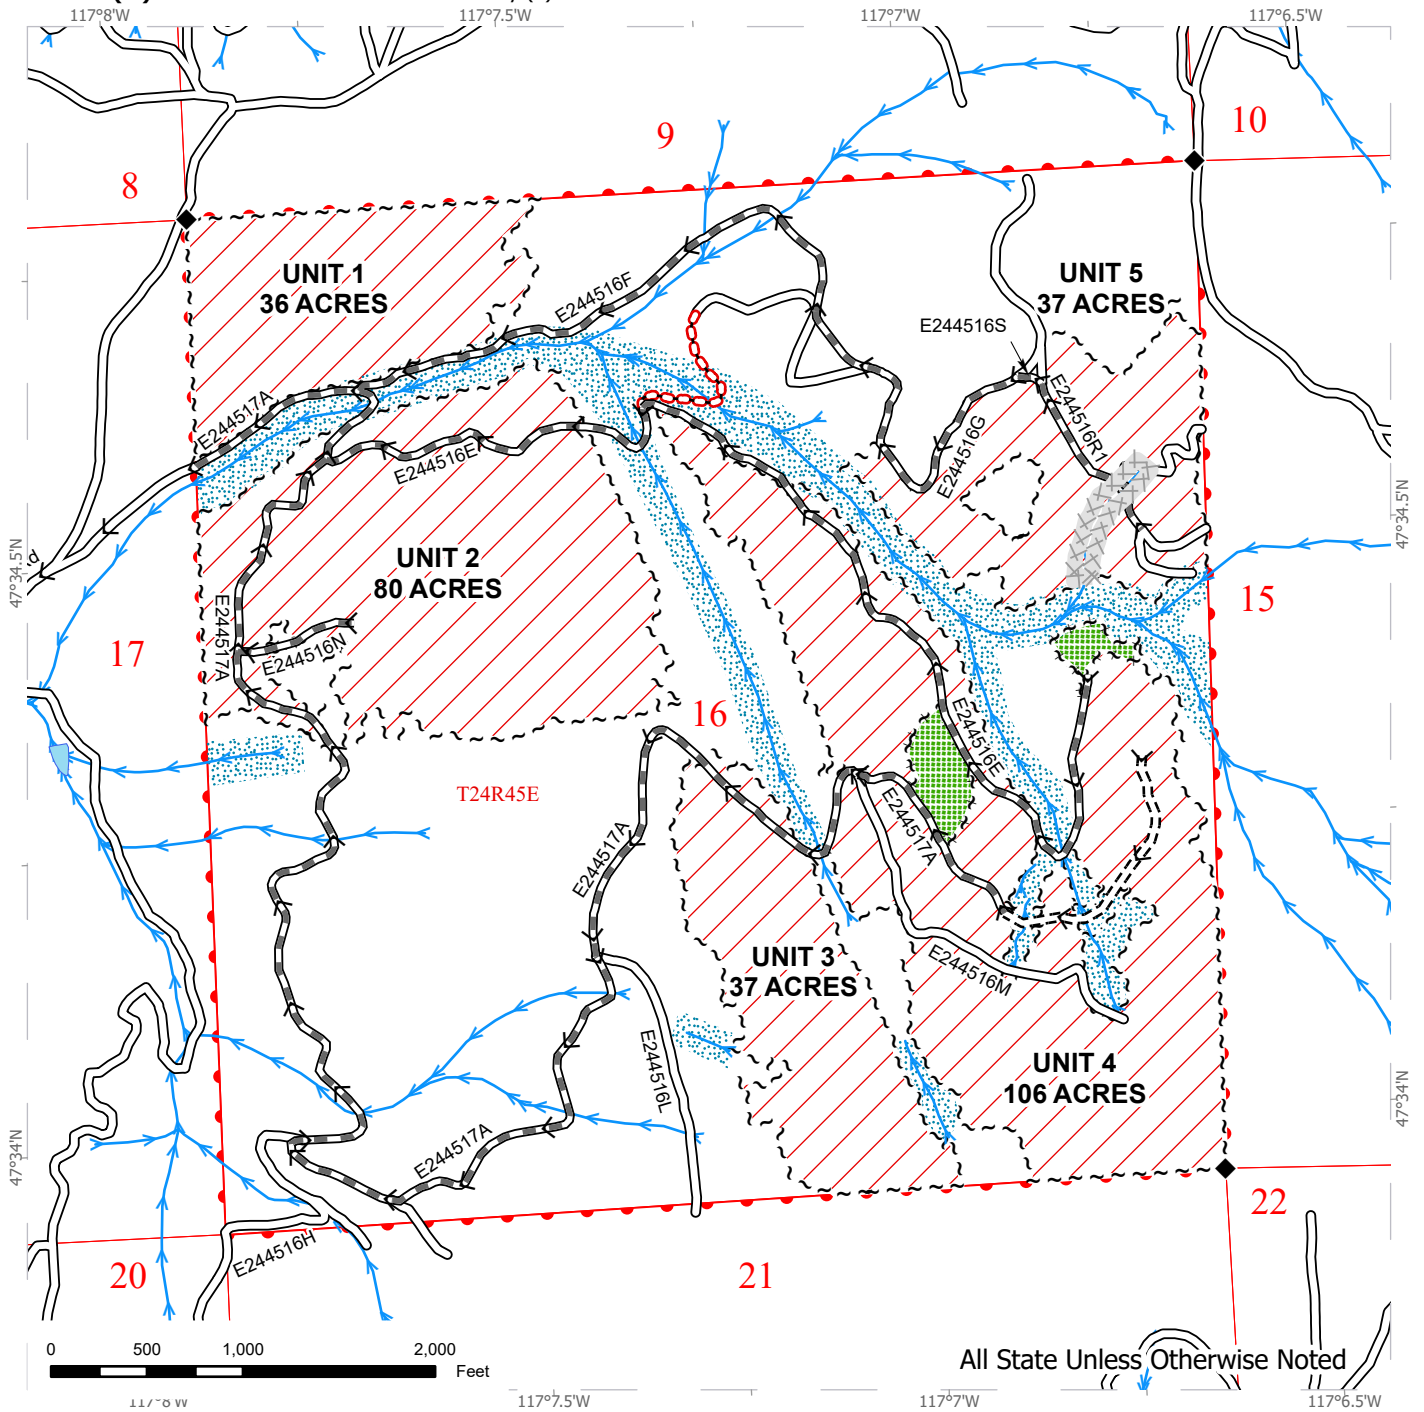 117°8'W
117°7.5'W
117°7'W
117°6.5'W
9
10
8
UNIT 1
36 ACRES
UNIT 5
37 ACRES
E244516F
E244516S
E244517A
E244516R1
E244516G
E244516E
47°34.5'N
47°34.5'N
d
UNIT 2
80 ACRES
15
17
E244517A
E244516N
16
E244516E
T24R45E
E244517A
E244517A
UNIT 3
37 ACRES
E244516M
E244516L
UNIT 4
106 ACRES
47°34'N
47°34'N
E244517A
22
E244516H
20
21
0 500 1,000 2,000
Feet
All State Unless Otherwise Noted
117°8'W
117°7.5'W
117°7'W
117°6.5'W